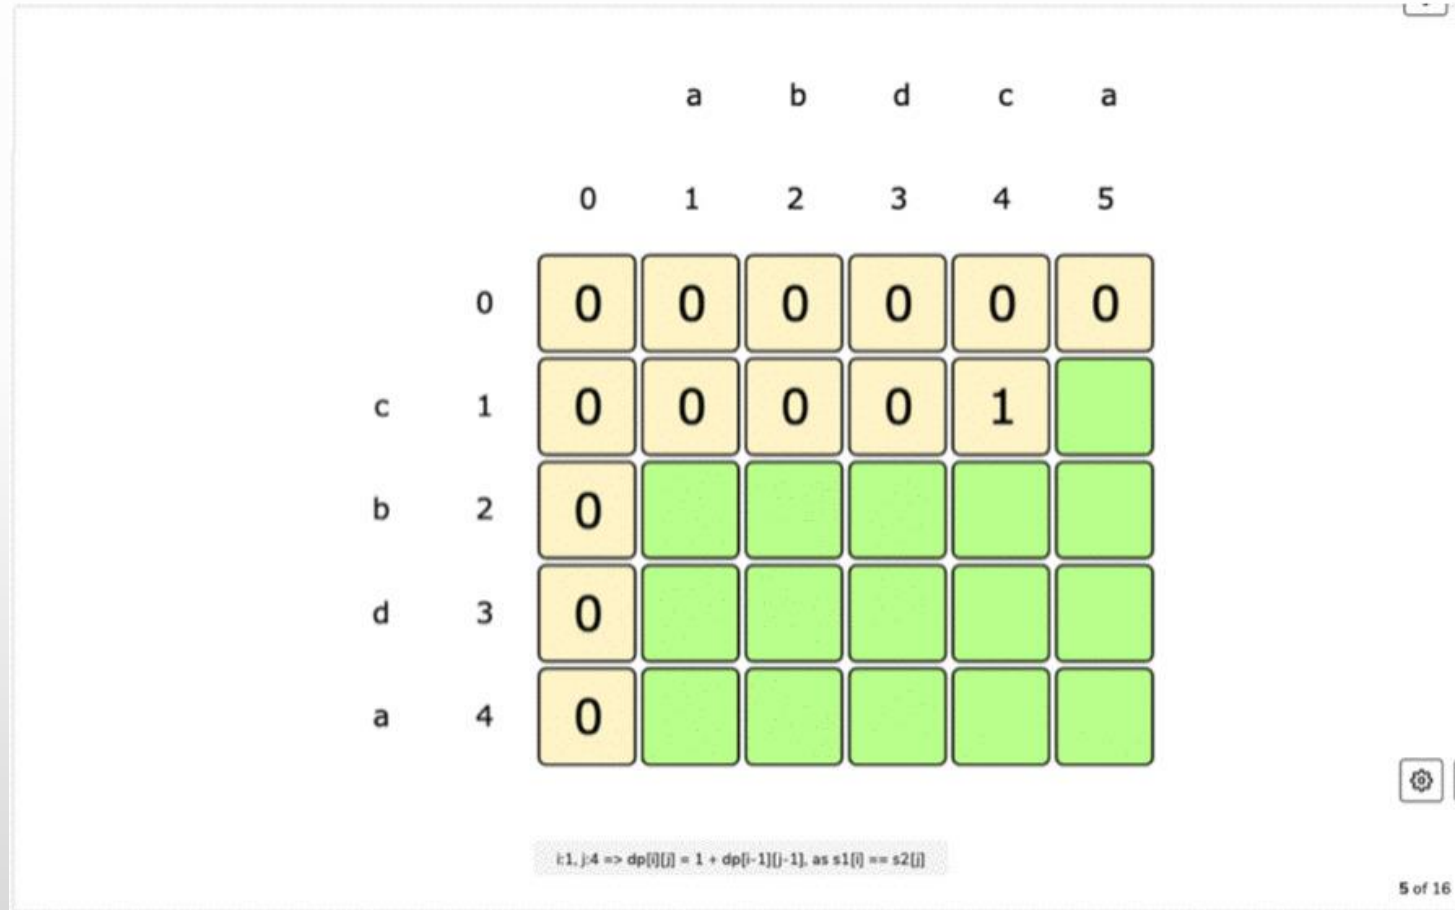 a b d c a
0 1 2 3 4 5
0 0 0 0 0 0 0
c 1 0 0 0 0 1
b 2 0
d 3 0
a 4 0
i:1, j:4 => dp[i][j] = 1 + dp[i-1][j-1], as s1[i] == s2[j]
5 of 16